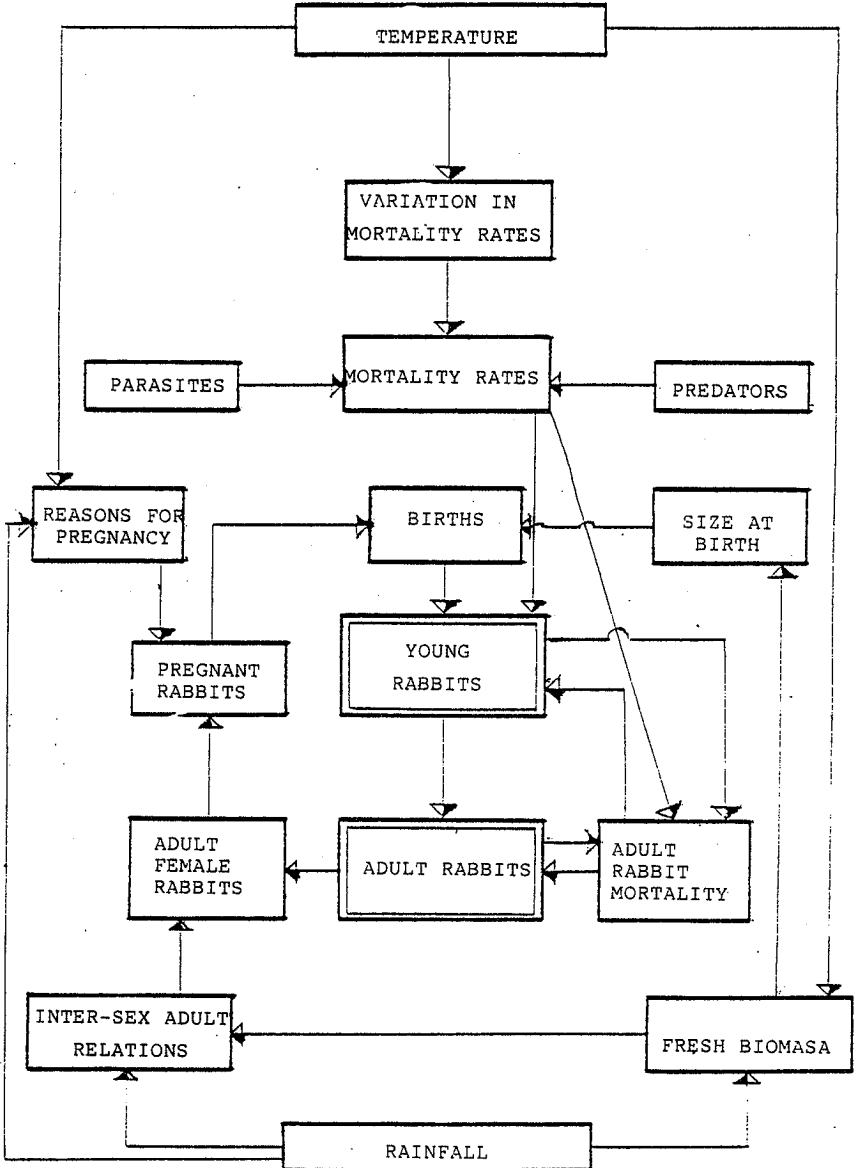 TEMPERATURE
VARIATION IN
MORTALITY RATES
MORTALITY RATES
PARASITES
PREDATORS
REASONS FOR
PREGNANCY
BIRTHS
SIZE AT
BIRTH
PREGNANT
RABBITS
YOUNG
RABBITS
ADULT
FEMALE
RABBITS
ADULT RABBITS
ADULT
RABBIT
MORTALITY
INTER-SEX ADULT
RELATIONS
FRESH BIOMASA
RAINFALL